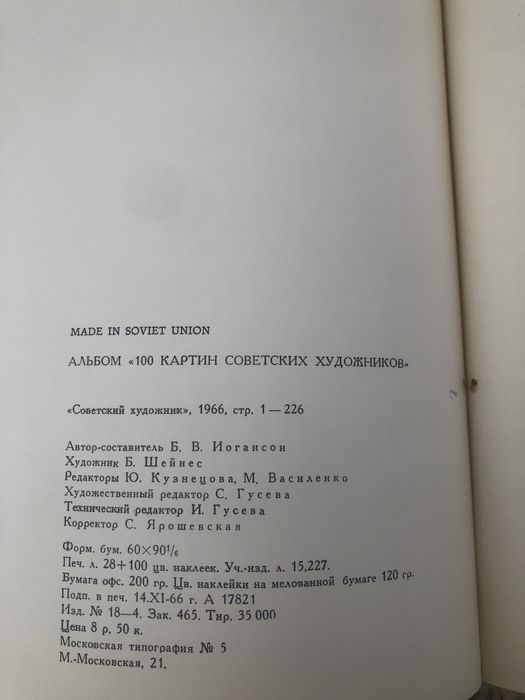 MADE IN SOVIET UNION
АЛЬБОМ «100 КАРТИН СОВЕТСКИХ ХУДОЖНИКОВ»
«Советский художник», 1966, стр. 1—226
Автор-составитель Б. В. Иогансон
Художник Б. Шейнес
Редакторы Ю. Кузнецова, М. Василенко
Художественный редактор С. Гусева
Технический редактор И. Гусева
Корректор С. Ярошевская
Форм. бум. 60×90¹/₆
Печ. л. 28+100 цв. наклеек. Уч.-изд. л. 15,227.
Бумага офс. 200 гр. Цв. наклейки на мелованной бумаге 120 гр.
Подп. в печ. 14.XI-66 г. А 17821
Изд. № 18—4. Зак. 465. Тир. 35 000
Цена 8 р. 50 к.
Московская типография № 5
М.-Московская, 21.